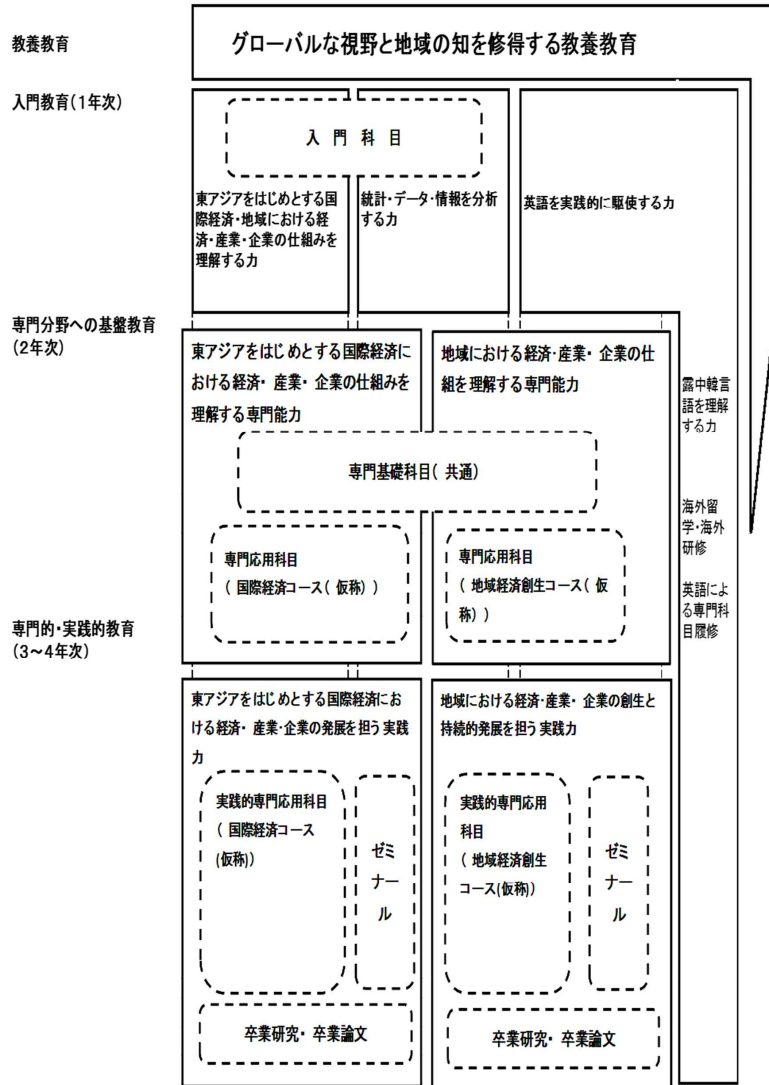 教養教育
グローバルな視野と地域の知を修得する教養教育
入門教育(1年次)
入 門 科 目
東アジアをはじめとする国
際経済・地域における経
済・産業・企業の仕組みを
理解する力
統計・データ・情報を分析
する力
英語を実践的に駆使する力
専門分野への基盤教育
(2年次)
東アジアをはじめとする国際経済に
おける経済・ 産業・ 企業の仕組みを
理解する専門能力
地域における経済・産業・ 企業の仕
組を理解する専門能力
専門基礎科目( 共通)
専門応用科目
( 国際経済コース( 仮称) )
専門応用科目
( 地域経済創生コース( 仮
称) )
露中韓言
語を理解
する力
海外留
学・海外
研修
英語によ
る専門科
目履修
専門的・実践的教育
(3～4年次)
東アジアをはじめとする国際経済にお
ける経済・ 産業・企業の発展を担う実践
力
実践的専門応用科目
( 国際経済コース
(仮称))
ゼミ
ナー
ル
卒業研究・ 卒業論文
地域における経済・産業・ 企業の創生と
持続的発展を担う実践力
実践的専門応用
科目
( 地域経済創生
コース(仮称))
ゼミ
ナー
ル
卒業研究・ 卒業論文